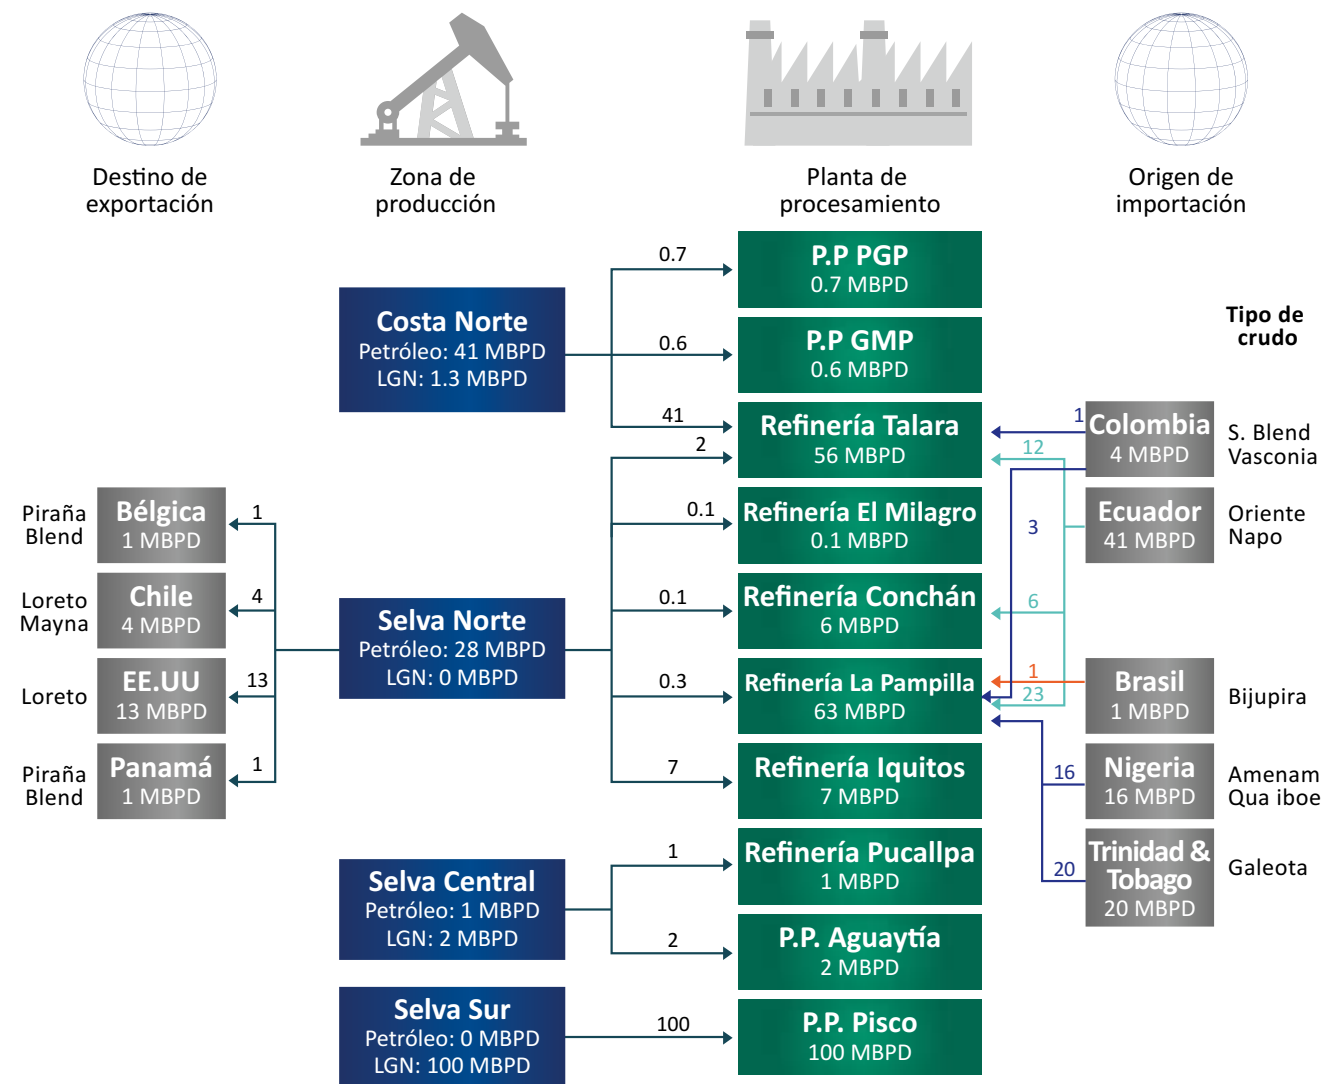 Destino de
exportación
Zona de
producción
Planta de
procesamiento
Origen de
importación
Tipo de
crudo
Piraña
Blend
Bélgica
1 MBPD
1
Loreto
Mayna
Chile
4 MBPD
4
Loreto
EE.UU
13 MBPD
13
Piraña
Blend
Panamá
1 MBPD
1
Costa Norte
Petróleo: 41 MBPD
LGN: 1.3 MBPD
0.7
0.6
41
Selva Norte
Petróleo: 28 MBPD
LGN: 0 MBPD
2
0.1
0.1
0.3
7
Selva Central
Petróleo: 1 MBPD
LGN: 2 MBPD
1
2
Selva Sur
Petróleo: 0 MBPD
LGN: 100 MBPD
100
P.P PGP
0.7 MBPD
P.P GMP
0.6 MBPD
Refinería Talara
56 MBPD
Refinería El Milagro
0.1 MBPD
Refinería Conchán
6 MBPD
Refinería La Pampilla
63 MBPD
Refinería Iquitos
7 MBPD
Refinería Pucallpa
1 MBPD
P.P. Aguaytía
2 MBPD
P.P. Pisco
100 MBPD
1
12
3
6
1
23
16
20
Colombia
4 MBPD
S. Blend
Vasconia
Ecuador
41 MBPD
Oriente
Napo
Brasil
1 MBPD
Bijupira
Nigeria
16 MBPD
Amenam
Qua iboe
Trinidad &
Tobago
20 MBPD
Galeota